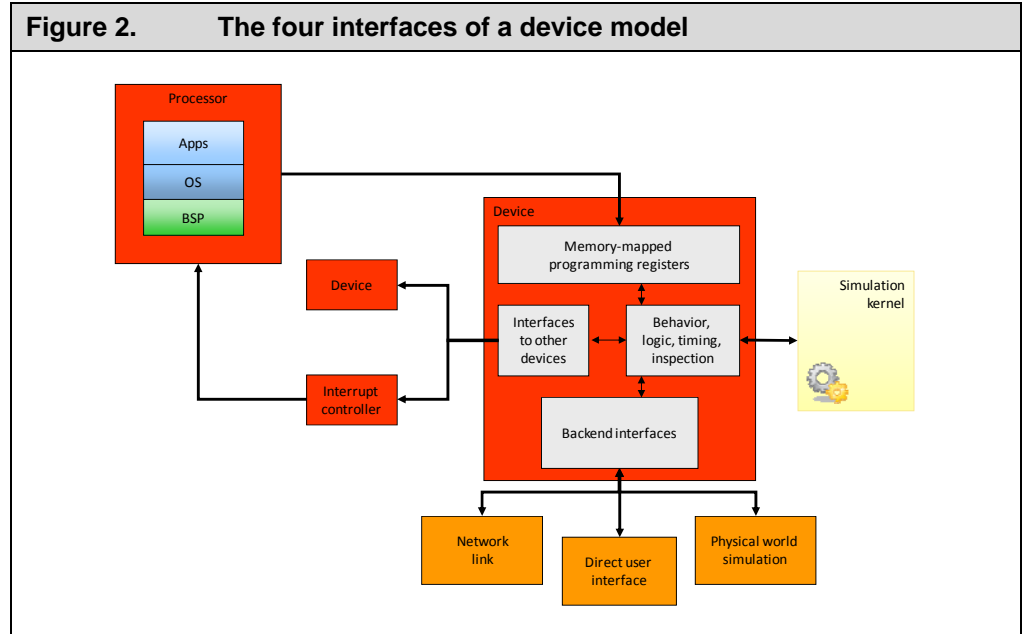 Figure 2. The four interfaces of a device model
Processor
Apps
OS
BSP
Device
Memory-mapped
programming registers
Device
Interfaces
to other
devices
Behavior,
logic, timing,
inspection
Simulation
kernel
Interrupt
controller
Backend interfaces
Network
link
Direct user
interface
Physical world
simulation